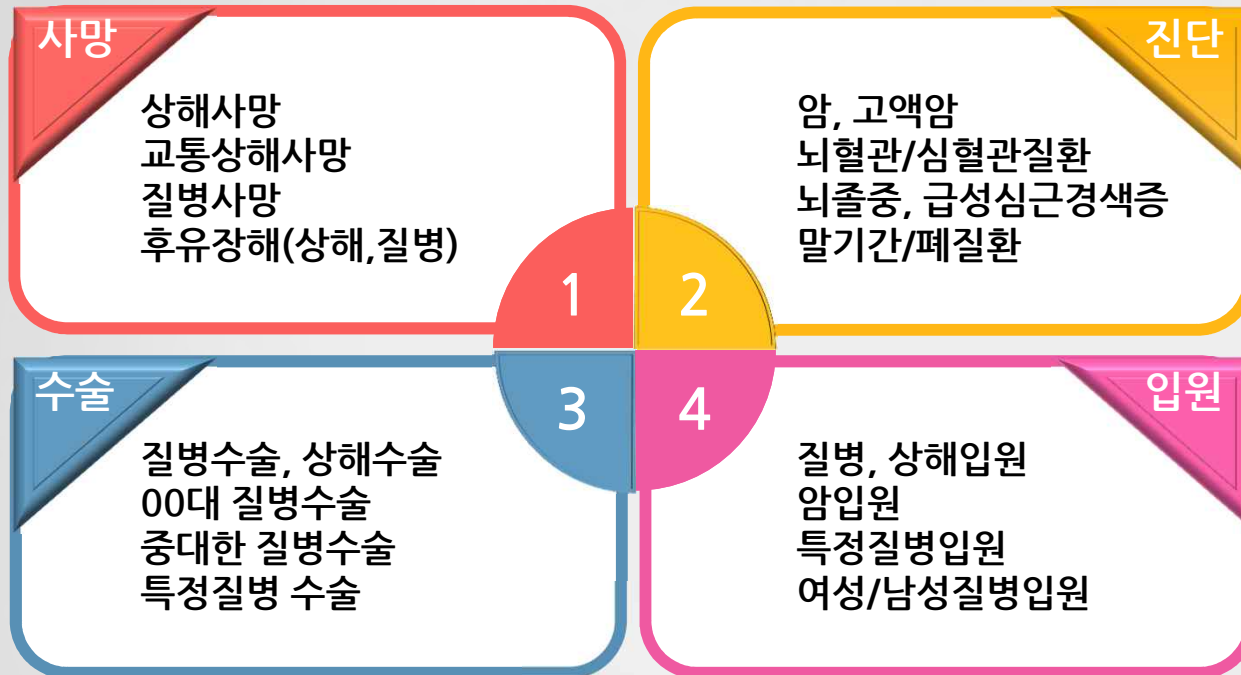 사망
상해사망
교통상해사망
질병사망
후유장해(상해,질병)
1
진단
암, 고액암
뇌혈관/심혈관질환
뇌졸중, 급성심근경색증
말기간/폐질환
2
수술
질병수술, 상해수술
00대 질병수술
중대한 질병수술
특정질병 수술
3
입원
질병, 상해입원
암입원
특정질병입원
여성/남성질병입원
4